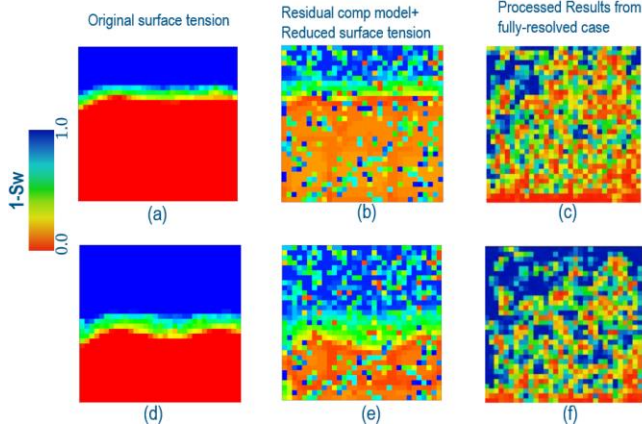 Original surface tension
Residual comp model+
Reduced surface tension
Processed Results from
fully-resolved case
1-Sw
1.0
0.0
(a)
(b)
(c)
(d)
(e)
(f)